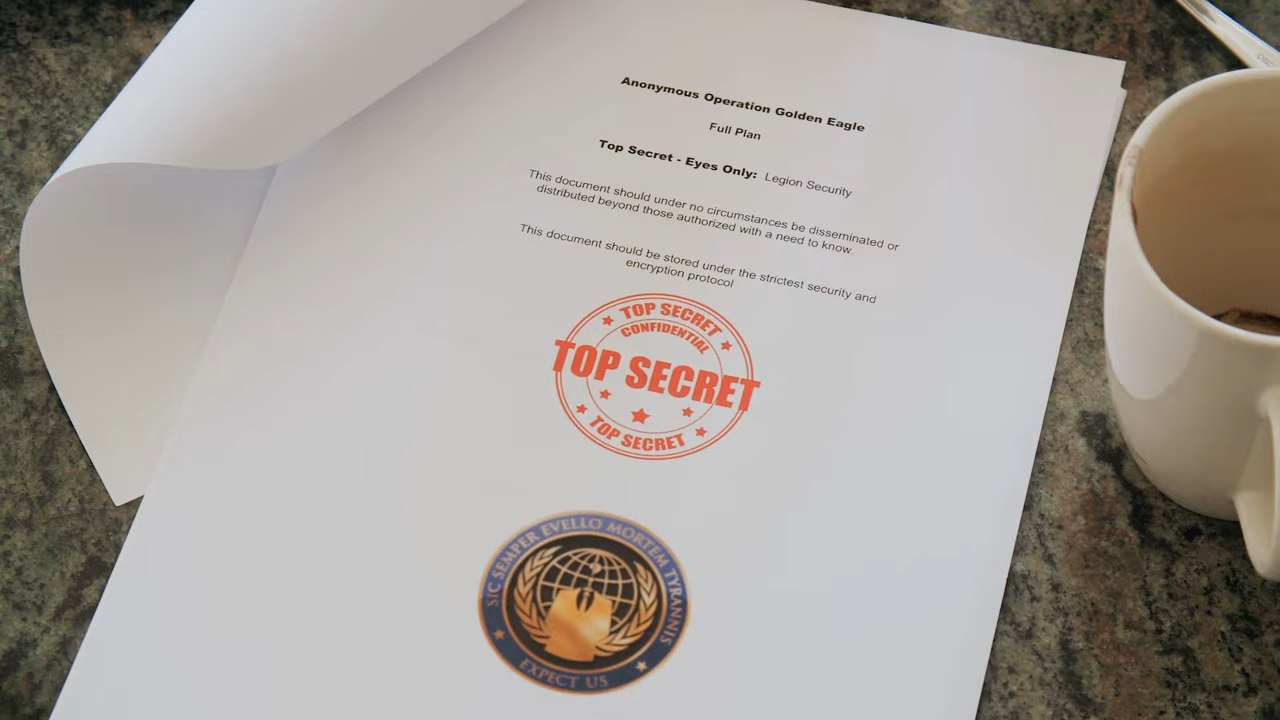 Anonymous Operation Golden Eagle
Full Plan
Top Secret - Eyes Only: Legion Security
This document should under no circumstances be disseminated or
distributed beyond those authorized with a need to know.
This document should be stored under the strictest security and
encryption protocol
TOP SECRET
CONFIDENTIAL
TOP SECRET
TOP SECRET
SIC SEMPER EVELLO MORTEM TYRANNIS
EXPECT US